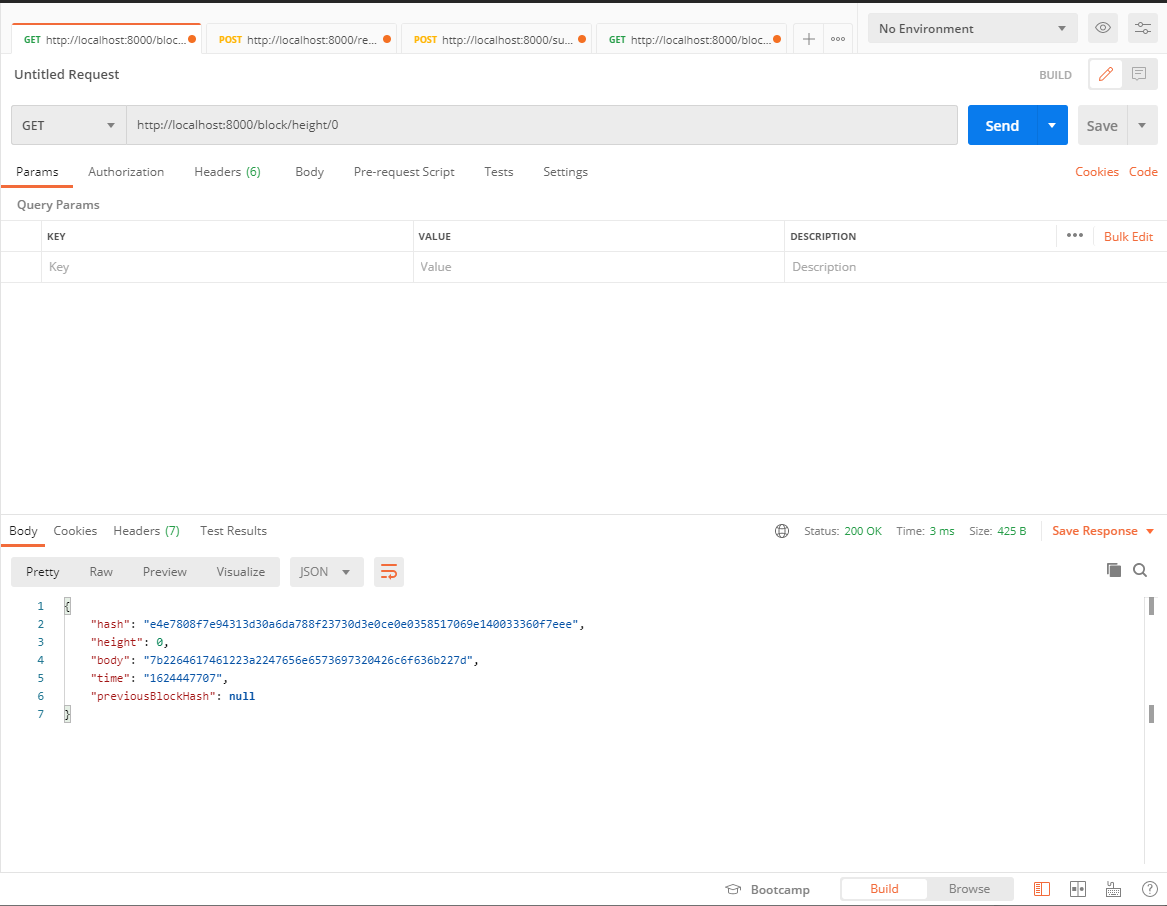 GET http://localhost:8000/bloc... POST http://localhost:8000/re... POST http://localhost:8000/su... GET http://localhost:8000/bloc... No Environment
Untitled Request BUILD
GET http://localhost:8000/block/height/0 Send Save
Params Authorization Headers (6) Body Pre-request Script Tests Settings Cookies Code
Query Params
KEY VALUE DESCRIPTION Bulk Edit
Key Value Description
Body Cookies Headers (7) Test Results Status: 200 OK Time: 3 ms Size: 425 B Save Response
Pretty Raw Preview Visualize JSON
1 {
2 "hash": "e4e7808f7e94313d30a6da788f23730d3e0ce0e0358517069e140033360f7eee",
3 "height": 0,
4 "body": "7b2264617461223a2247656e6573697320426c6f636b227d",
5 "time": "1624447707",
6 "previousBlockHash": null
7 }
Bootcamp Build Browse